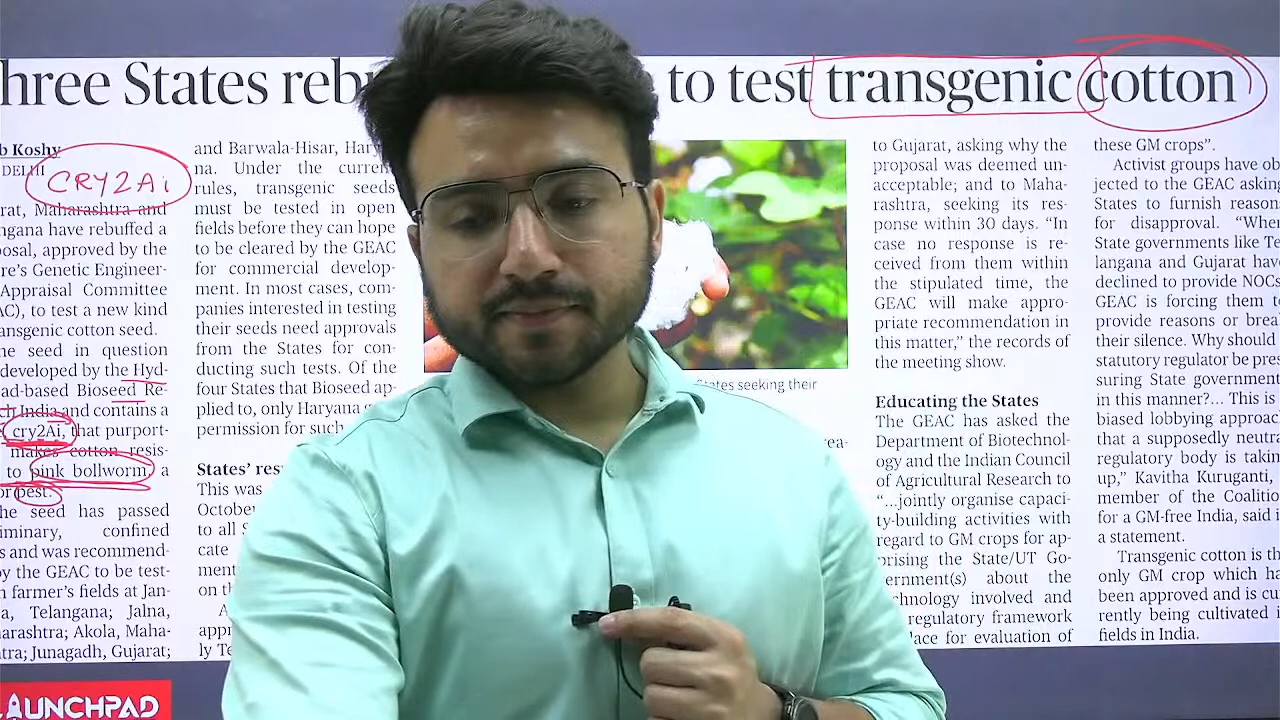 hree States reb to test transgenic cotton
b Koshy
DELHI
CRY2Ai
rat, Maharashtra and
ngana have rebuffed a
osal, approved by the
re's Genetic Engineer-
Appraisal Committee
AC), to test a new kind
ansgenic cotton seed.
he seed in question
developed by the Hyd-
ad-based Bioseed Re-
ch India and contains a
cry2Ai, that purport-
makes cotton resis-
to pink bollworm a
or pest.
he seed has passed
iminary, confined
s and was recommend-
by the GEAC to be test-
n farmer's fields at Jan-
a, Telangana; Jalna,
arashtra; Akola, Maha-
tra; Junagadh, Gujarat;
and Barwala-Hisar, Hary
na. Under the current
rules, transgenic seeds
must be tested in open
fields before they can hope
to be cleared by the GEAC
for commercial develop-
ment. In most cases, com-
panies interested in testing
their seeds need approvals
from the States for con-
ducting such tests. Of the
four States that Bioseed ap-
plied to, only Haryana
permission for such
States' res
This was
October
to all S
cate
ment
on t
A
appr
ly Te
States seeking their
ea-
to Gujarat, asking why the
proposal was deemed un-
acceptable; and to Maha-
rashtra, seeking its res-
ponse within 30 days. "In
case no response is re-
ceived from them within
the stipulated time, the
GEAC will make appro-
priate recommendation in
this matter," the records of
the meeting show.
Educating the States
The GEAC has asked the
Department of Biotechnol-
ogy and the Indian Council
of Agricultural Research to
"...jointly organise capaci-
ty-building activities with
regard to GM crops for ap-
prising the State/UT Go-
ernment(s) about the
chnology involved and
regulatory framework
lace for evaluation of
these GM crops".
Activist groups have ob
jected to the GEAC asking
States to furnish reason
for disapproval. "When
State governments like Te
langana and Gujarat have
declined to provide NOCs
GEAC is forcing them t
provide reasons or brea
their silence. Why should
statutory regulator be pres
suring State government
in this manner?... This is
biased lobbying approac
that a supposedly neutra
regulatory body is takin
up," Kavitha Kuruganti,
member of the Coalition
for a GM-free India, said i
a statement.
Transgenic cotton is th
only GM crop which ha
been approved and is cu
rently being cultivated i
fields in India.
LAUNCHPAD